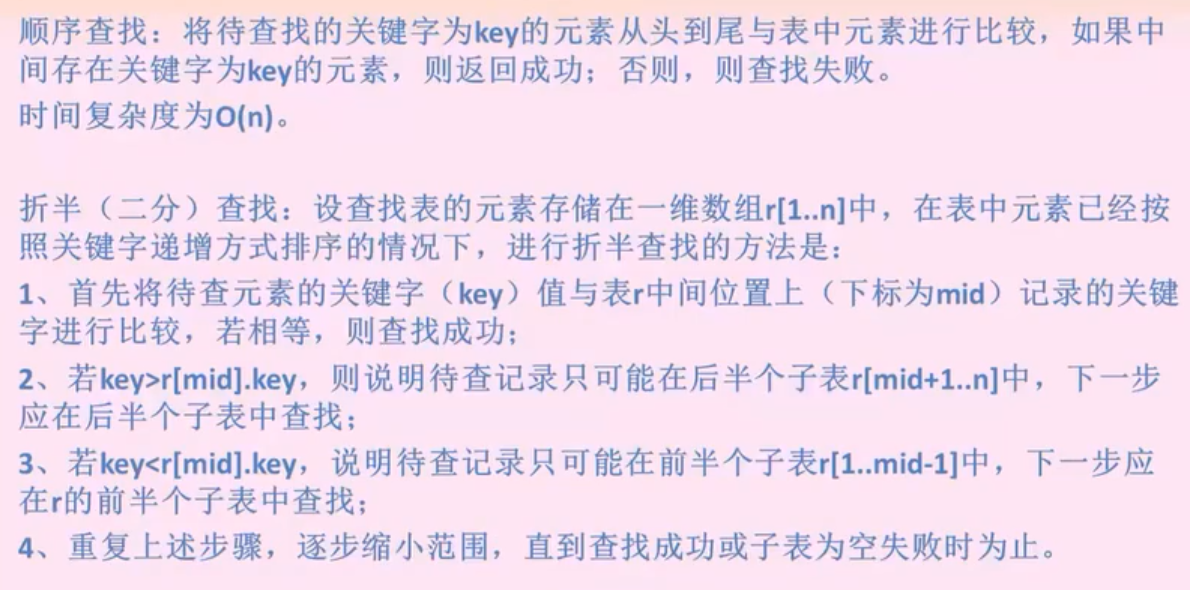 顺序查找：将待查找的关键字为key的元素从头到尾与表中元素进行比较，如果中
间存在关键字为key的元素，则返回成功；否则，则查找失败。
时间复杂度为O(n)。
折半（二分）查找：设查找表的元素存储在一维数组r[1..n]中，在表中元素已经按
照关键字递增方式排序的情况下，进行折半查找的方法是：
1、首先将待查元素的关键字（key）值与表r中间位置上（下标为mid）记录的关键
字进行比较，若相等，则查找成功；
2、若key>r[mid].key，则说明待查记录只可能在后半个子表r[mid+1..n]中，下一步
应在后半个子表中查找；
3、若key<r[mid].key，说明待查记录只可能在前半个子表r[1..mid-1]中，下一步应
在r的前半个子表中查找；
4、重复上述步骤，逐步缩小范围，直到查找成功或子表为空失败时为止。